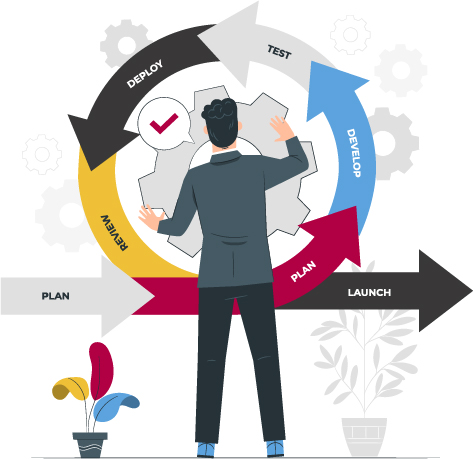 TEST
DEPLOY
DEVELOP
REVIEW
PLAN
PLAN
LAUNCH